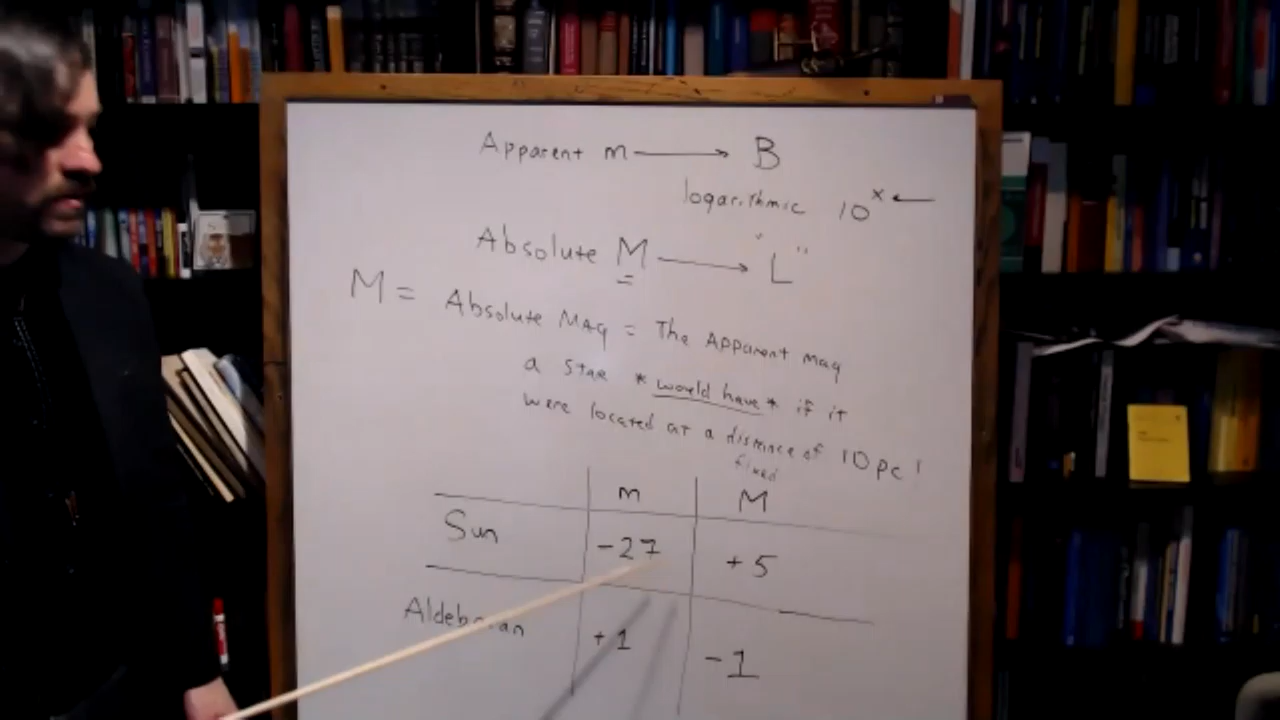 Apparent m → B
logarithmic 10^x ←
Absolute M → "L"
M = Absolute Mag = The Apparent mag
a star *would have* if it
were located at a distance of 10 pc!
fixed
m M
Sun -27 +5
+1 -1